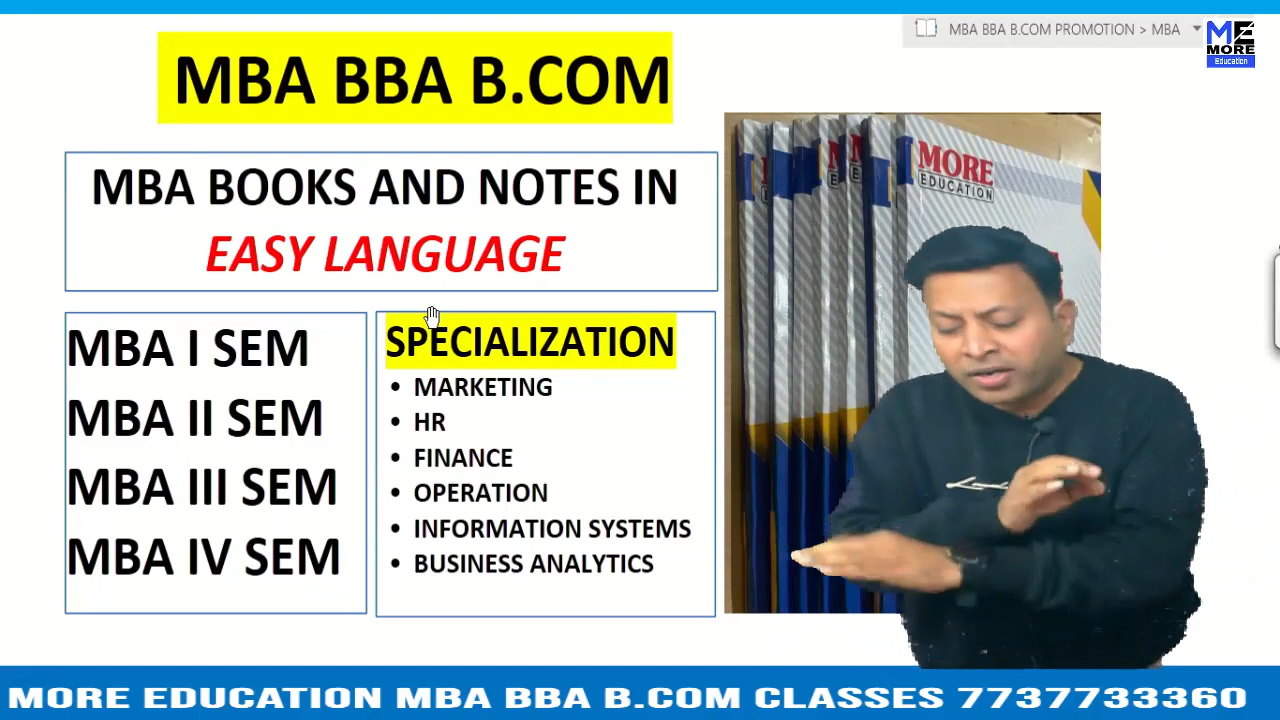 MBA BBA B.COM PROMOTION > MBA
ME
MORE
Education
MBA BBA B.COM
MBA BOOKS AND NOTES IN
EASY LANGUAGE
MBA I SEM
MBA II SEM
MBA III SEM
MBA IV SEM
SPECIALIZATION
• MARKETING
• HR
• FINANCE
• OPERATION
• INFORMATION SYSTEMS
• BUSINESS ANALYTICS
MORE
EDUCATION
MORE EDUCATION MBA BBA B.COM CLASSES 7737733360